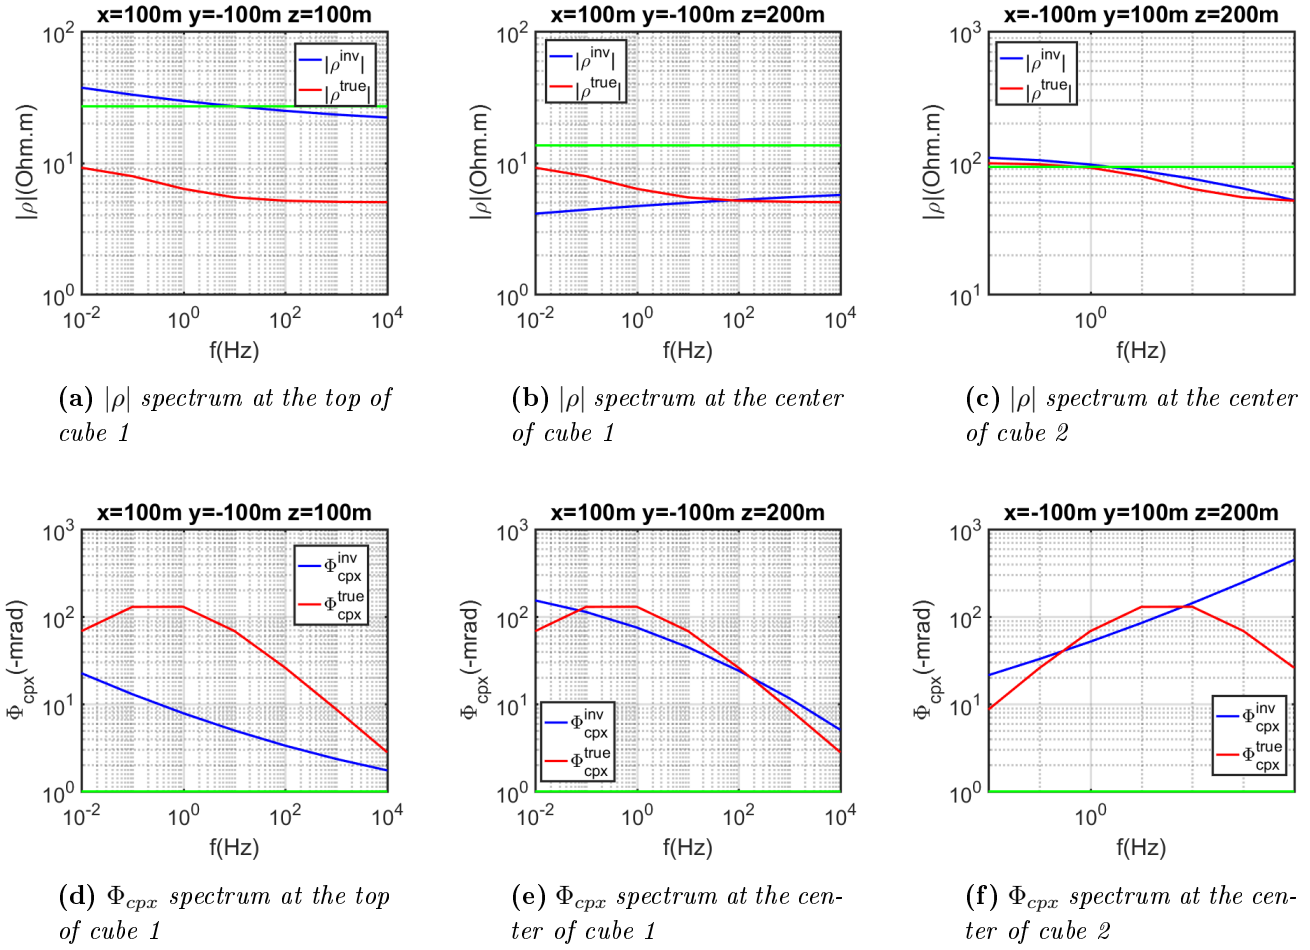 x=100m y=-100m z=100m
10^2
10^1
10^0
|ρ|(Ohm.m)
|ρ^inv|
|ρ^true|
10^-2
10^0
10^2
10^4
f(Hz)
(a) |ρ| spectrum at the top of
cube 1
x=100m y=-100m z=200m
10^2
10^1
10^0
|ρ|(Ohm.m)
|ρ^inv|
|ρ^true|
10^-2
10^0
10^2
10^4
f(Hz)
(b) |ρ| spectrum at the center
of cube 1
x=-100m y=100m z=200m
10^3
10^2
10^1
|ρ|(Ohm.m)
|ρ^inv|
|ρ^true|
10^0
f(Hz)
(c) |ρ| spectrum at the center
of cube 2
x=100m y=-100m z=100m
10^3
10^2
10^1
10^0
Φ_cpx(-mrad)
Φ_cpx^inv
Φ_cpx^true
10^-2
10^0
10^2
10^4
f(Hz)
(d) Φ_cpx spectrum at the top
of cube 1
x=100m y=-100m z=200m
10^3
10^2
10^1
10^0
Φ_cpx(-mrad)
Φ_cpx^inv
Φ_cpx^true
10^-2
10^0
10^2
10^4
f(Hz)
(e) Φ_cpx spectrum at the cen-
ter of cube 1
x=-100m y=100m z=200m
10^3
10^2
10^1
10^0
Φ_cpx(-mrad)
Φ_cpx^inv
Φ_cpx^true
10^0
f(Hz)
(f) Φ_cpx spectrum at the cen-
ter of cube 2